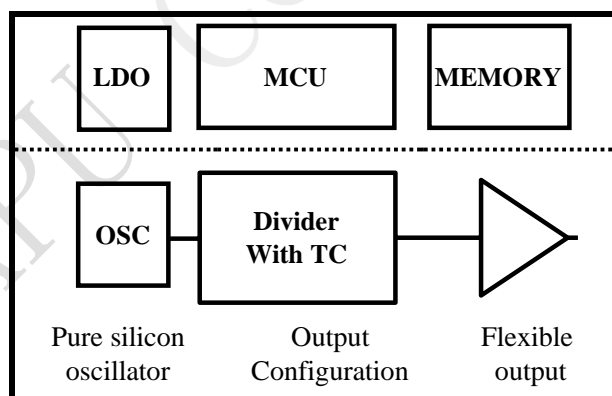 LDO
MCU
MEMORY
OSC
Divider
With TC
Pure silicon
oscillator
Output
Configuration
Flexible
output